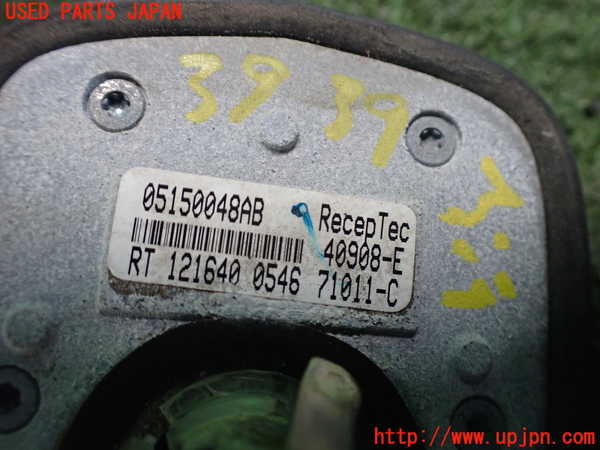 USED PARTS JAPAN
39 39
05150048AB RecepTec
40908-E
RT 121640 0546 71011-C
http://www.upjpn.com/